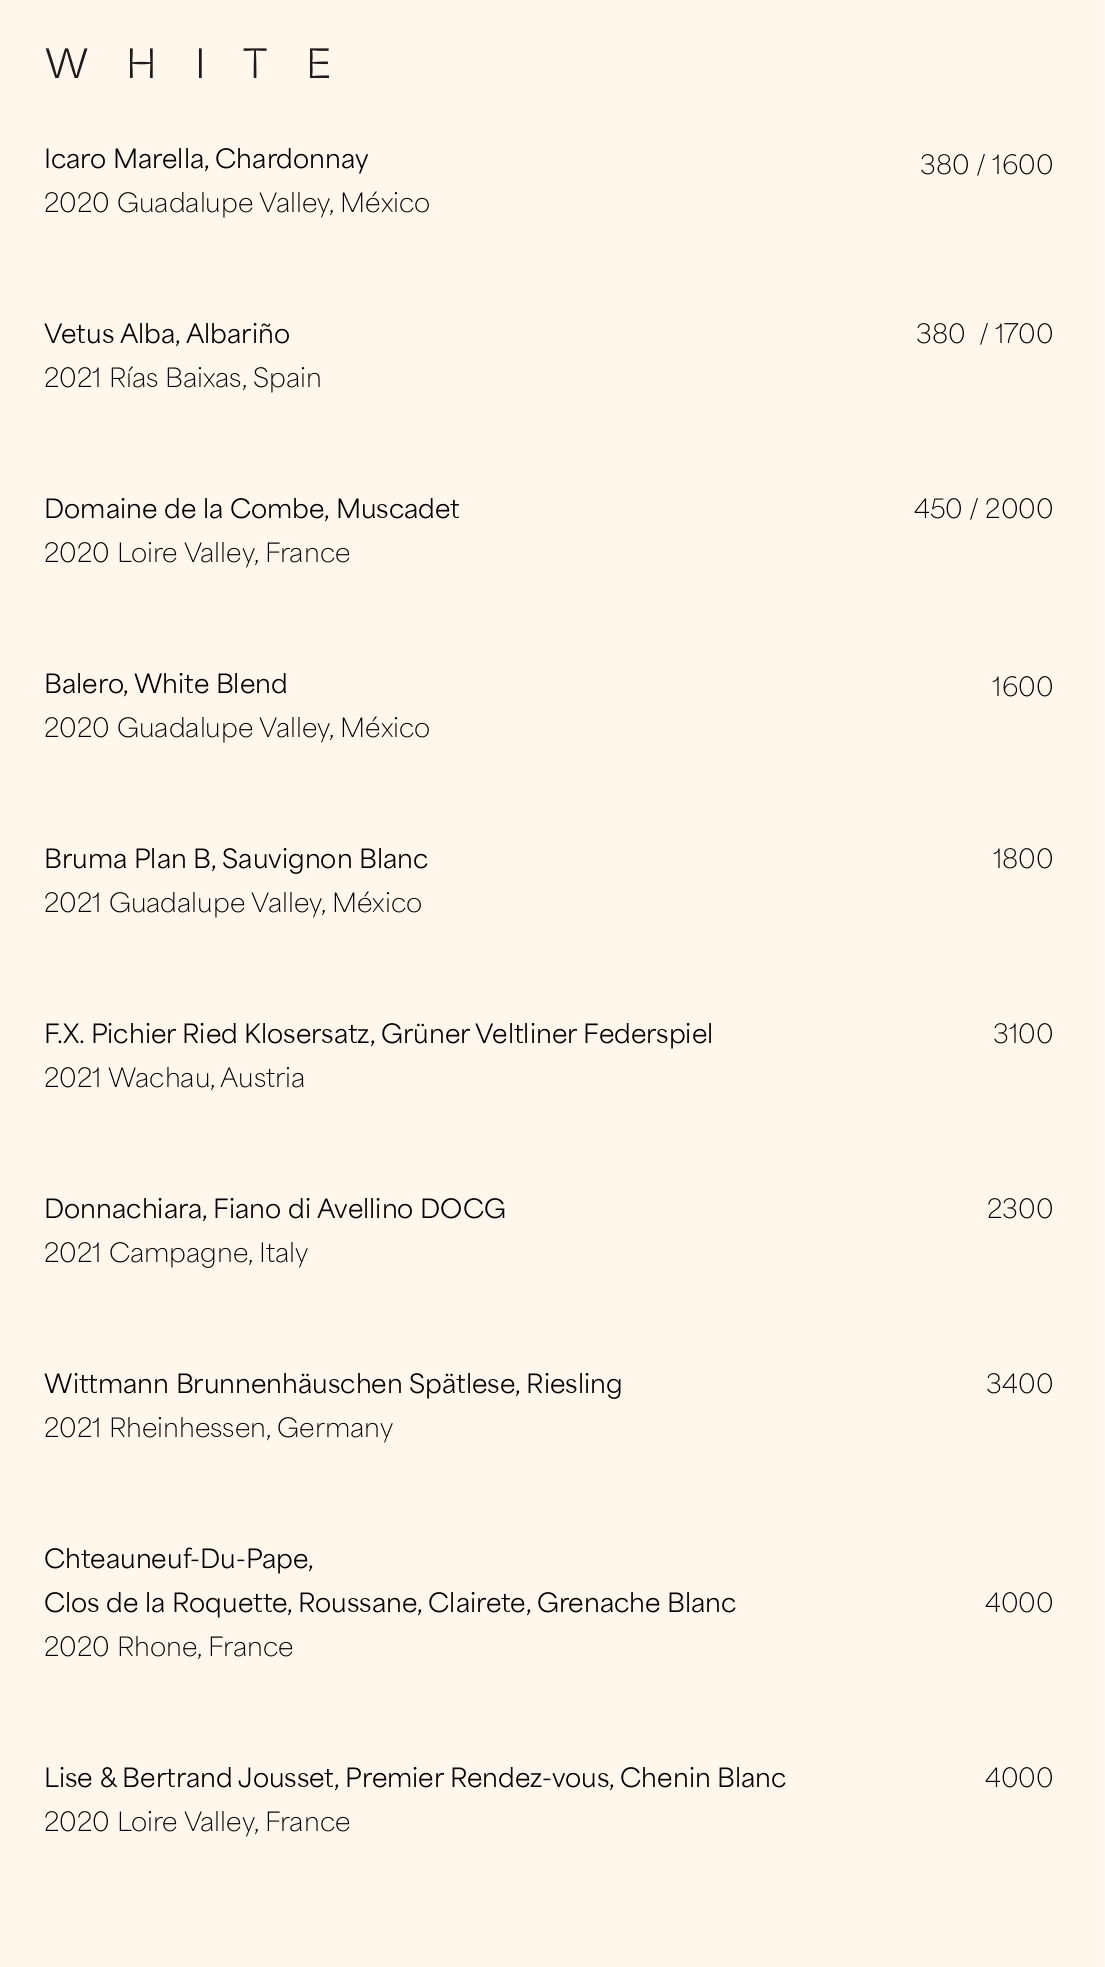 WHITE
Icaro Marella, Chardonnay 380 / 1600
2020 Guadalupe Valley, México
Vetus Alba, Albariño 380 / 1700
2021 Rías Baixas, Spain
Domaine de la Combe, Muscadet 450 / 2000
2020 Loire Valley, France
Balero, White Blend 1600
2020 Guadalupe Valley, México
Bruma Plan B, Sauvignon Blanc 1800
2021 Guadalupe Valley, México
F.X. Pichier Ried Klosersatz, Grüner Veltliner Federspiel 3100
2021 Wachau, Austria
Donnachiara, Fiano di Avellino DOCG 2300
2021 Campagne, Italy
Wittmann Brunnenhäuschen Spätlese, Riesling 3400
2021 Rheinhessen, Germany
Chteauneuf-Du-Pape,
Clos de la Roquette, Roussane, Clairete, Grenache Blanc 4000
2020 Rhone, France
Lise & Bertrand Jousset, Premier Rendez-vous, Chenin Blanc 4000
2020 Loire Valley, France